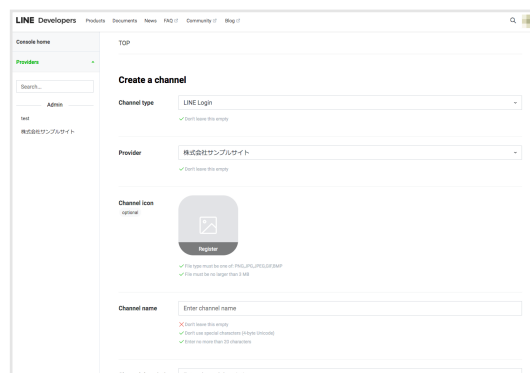 LINE Developers Products Documents News FAQ Community Blog
Console home
TOP
Providers
Search...
Admin
test
株式会社サンプルサイト
Create a channel
Channel type
LINE Login
Don't leave this empty
Provider
株式会社サンプルサイト
Don't leave this empty
Channel icon
optional
Register
File type must be one of: PNG,JPG,JPEG,GIF,BMP
File must be no larger than 3 MB
Channel name
Enter channel name
Don't leave this empty
Don't use special characters (4-byte Unicode)
Enter no more than 20 characters